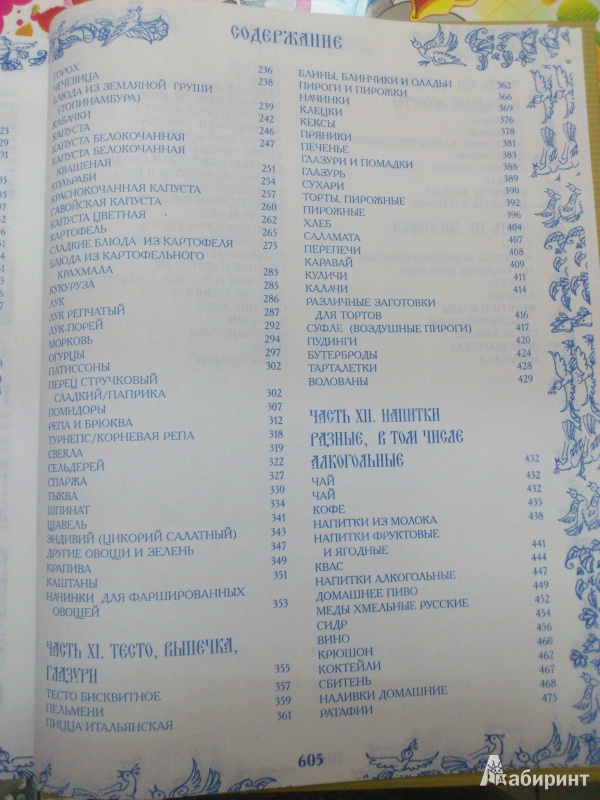 СОДЕРЖАНИЕ
ГОРОХ 236
ЧЕЧЕВИЦА 238
БЛЮДА ИЗ ЗЕМЛЯНОЙ ГРУШИ
(ТОПИНАМБУРА) 239
КАБАЧКИ 242
КАПУСТА 246
КАПУСТА БЕЛОКОЧАННАЯ 247
КАПУСТА БЕЛОКОЧАННАЯ
КВАШЕНАЯ 251
КОЛЬРАБИ 254
КРАСНОКОЧАННАЯ КАПУСТА 257
САВОЙСКАЯ КАПУСТА 260
КАПУСТА ЦВЕТНАЯ 262
КАРТОФЕЛЬ 265
СЛАДКИЕ БЛЮДА ИЗ КАРТОФЕЛЯ 275
БЛЮДА ИЗ КАРТОФЕЛЬНОГО
КРАХМАЛА 283
КУКУРУЗА 285
ЛУК 286
ЛУК РЕПЧАТЫЙ 287
ЛУК-ПОРЕЙ 292
МОРКОВЬ 294
ОГУРЦЫ 297
ПАТИССОНЫ 302
ПЕРЕЦ СТРУЧКОВЫЙ
СЛАДКИЙ/ПАПРИКА 302
ПОМИДОРЫ 307
РЕПА И БРЮКВА 312
ТУРНЕПС/КОРНЕВАЯ РЕПА 318
СВЕКЛА 319
СЕЛЬДЕРЕЙ 322
СПАРЖА 327
ТЫКВА 330
ШПИНАТ 334
ЩАВЕЛЬ 341
ЭНДИВИЙ (ЦИКОРИЙ САЛАТНЫЙ) 343
ДРУГИЕ ОВОЩИ И ЗЕЛЕНЬ 347
КРАПИВА 349
КАШТАНЫ 351
НАЧИНКИ ДЛЯ ФАРШИРОВАННЫХ
ОВОЩЕЙ 353
ЧАСТЬ XI. ТЕСТО, ВЫПЕЧКА,
ГЛАЗУРИ 355
ТЕСТО БИСКВИТНОЕ 357
ПЕЛЬМЕНИ 359
ПИЦЦА ИТАЛЬЯНСКАЯ 361
БЛИНЫ, БЛИНЧИКИ И ОЛАДЬИ 362
ПИРОГИ И ПИРОЖКИ 366
НАЧИНКИ 369
КЛЕЦКИ 376
КЕКСЫ 378
ПРЯНИКИ 381
ПЕЧЕНЬЕ 383
ГЛАЗУРИ И ПОМАДКИ 388
ГЛАЗУРЬ 389
СУХАРИ 390
ТОРТЫ, ПИРОЖНЫЕ 392
ПИРОЖНЫЕ 396
ХЛЕБ 404
САЛАМАТА 407
ПЕРЕПЕЧИ 408
КАРАВАЙ 409
КУЛИЧИ 411
КАЛАЧИ 414
РАЗЛИЧНЫЕ ЗАГОТОВКИ
ДЛЯ ТОРТОВ 416
СУФЛЕ (ВОЗДУШНЫЕ ПИРОГИ) 417
ПУДИНГИ 420
БУТЕРБРОДЫ 424
ТАРТАЛЕТКИ 428
ВОЛОВАНЫ 429
ЧАСТЬ XII. НАПИТКИ
РАЗНЫЕ, В ТОМ ЧИСЛЕ
АЛКОГОЛЬНЫЕ 432
ЧАЙ 432
ЧАЙ 432
КОФЕ 435
НАПИТКИ ИЗ МОЛОКА 438
НАПИТКИ ФРУКТОВЫЕ
И ЯГОДНЫЕ 441
КВАС 444
НАПИТКИ АЛКОГОЛЬНЫЕ 447
ДОМАШНЕЕ ПИВО 449
МЕДЫ ХМЕЛЬНЫЕ РУССКИЕ 452
СИДР 454
ВИНО 456
КРЮШОН 460
КОКТЕЙЛИ 462
СБИТЕНЬ 467
НАЛИВКИ ДОМАШНИЕ 468
РАТАФИИ 475
605
Лабиринт